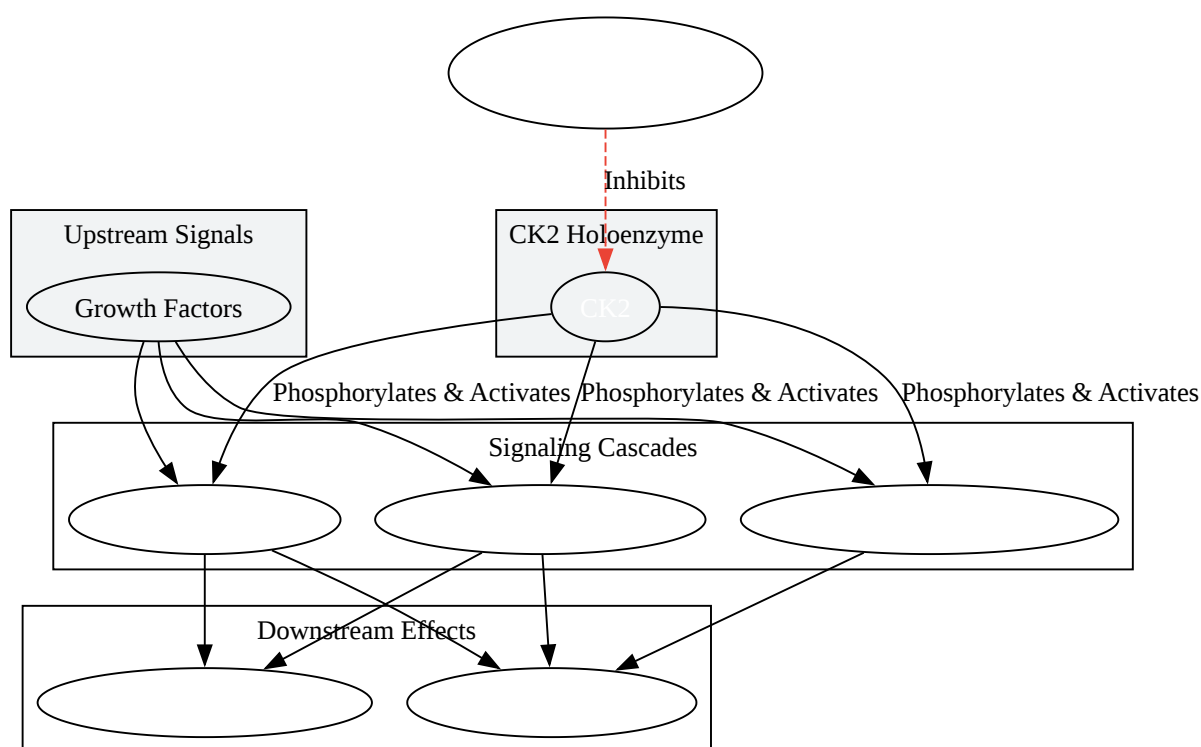 Inhibits
Upstream Signals
CK2 Holoenzyme
Growth Factors
CK2
Phosphorylates & Activates
Phosphorylates & Activates
Phosphorylates & Activates
Signaling Cascades
Downstream Effects